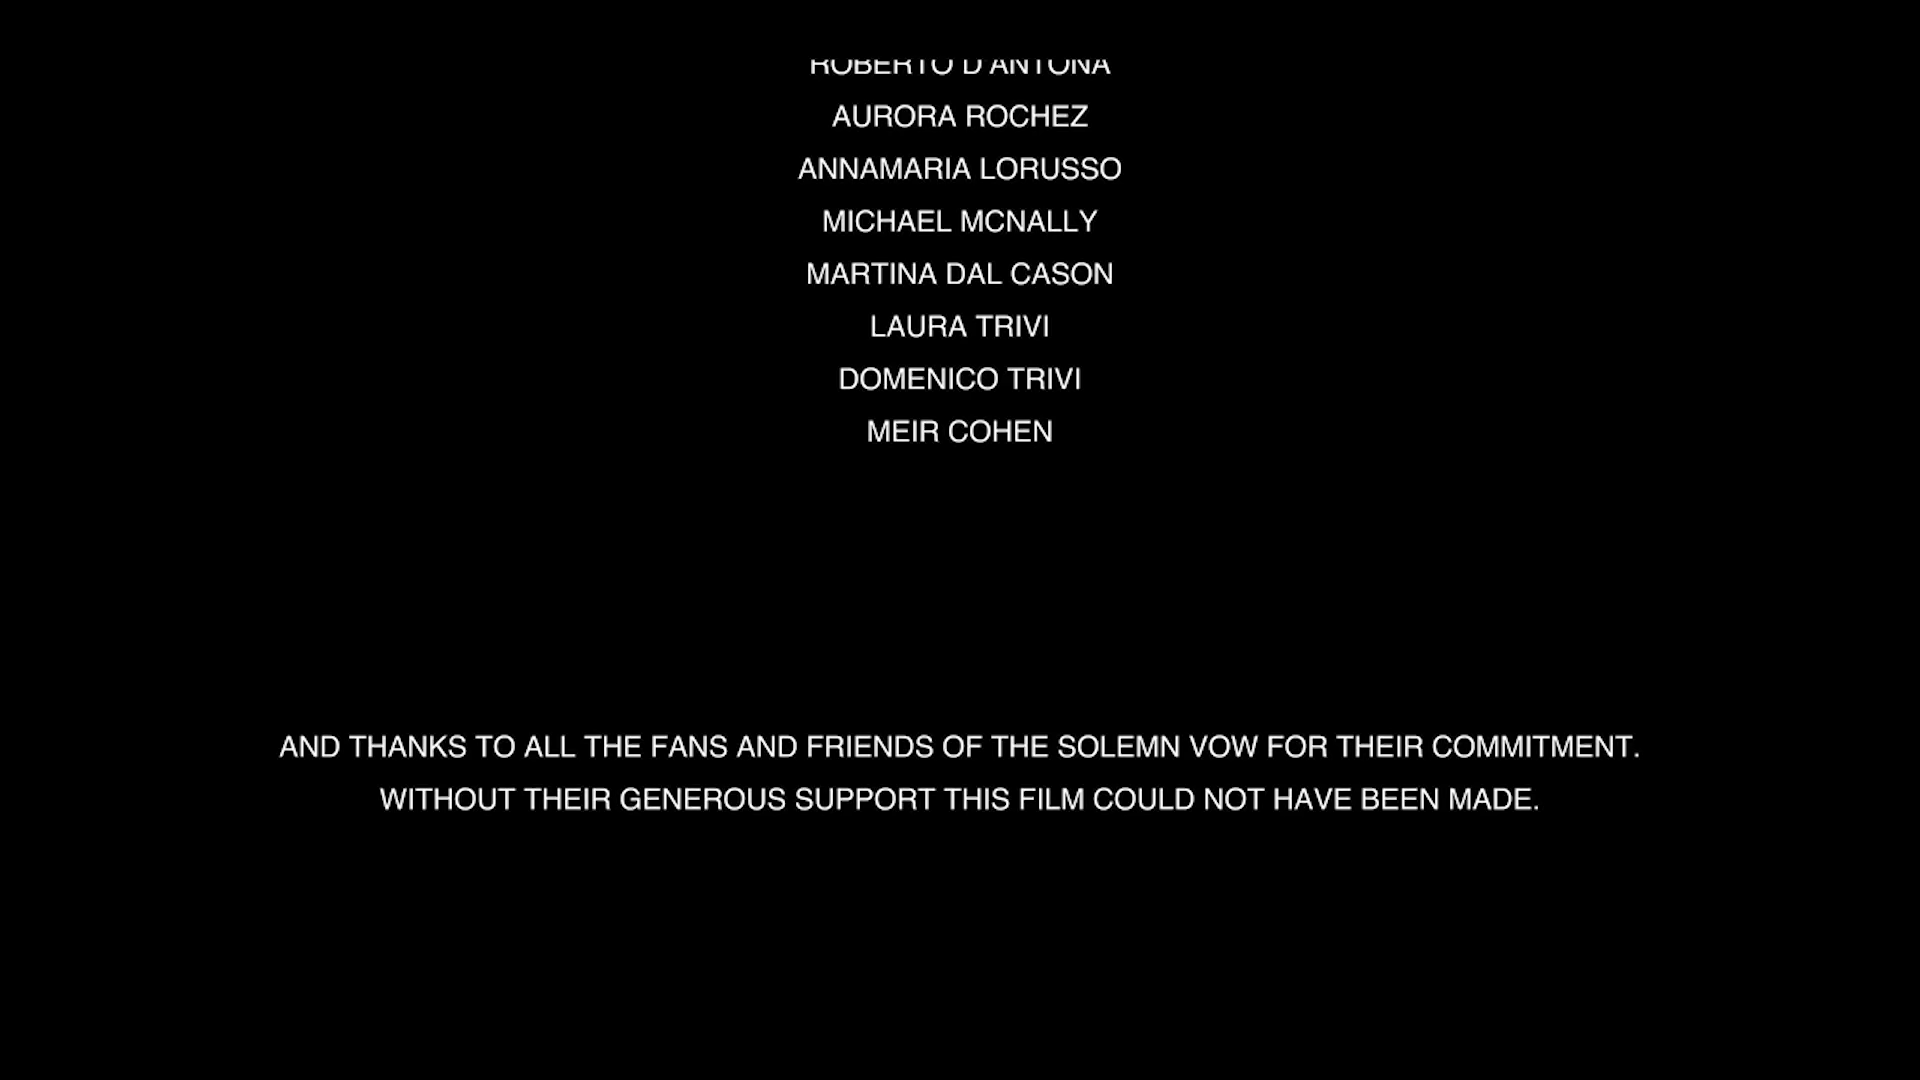 ROBERTO D'ANTONA
AURORA ROCHEZ
ANNAMARIA LORUSSO
MICHAEL MCNALLY
MARTINA DAL CASON
LAURA TRIVI
DOMENICO TRIVI
MEIR COHEN
AND THANKS TO ALL THE FANS AND FRIENDS OF THE SOLEMN VOW FOR THEIR COMMITMENT.
WITHOUT THEIR GENEROUS SUPPORT THIS FILM COULD NOT HAVE BEEN MADE.